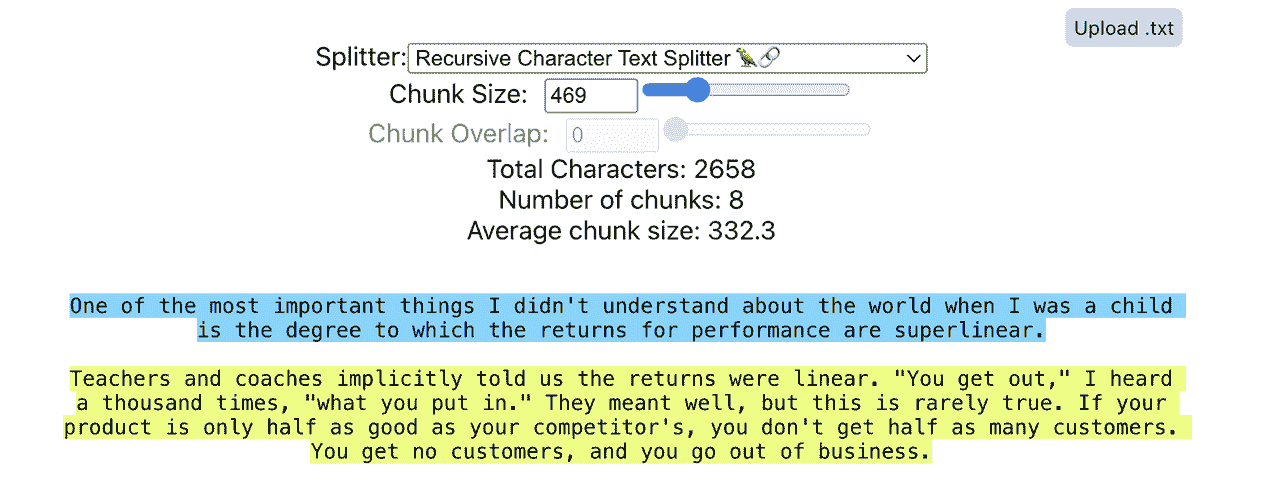 Upload .txt
Splitter: Recursive Character Text Splitter 🦜🔗
Chunk Size: 469
Chunk Overlap: 0
Total Characters: 2658
Number of chunks: 8
Average chunk size: 332.3
One of the most important things I didn't understand about the world when I was a child
is the degree to which the returns for performance are superlinear.
Teachers and coaches implicitly told us the returns were linear. "You get out," I heard
a thousand times, "what you put in." They meant well, but this is rarely true. If your
product is only half as good as your competitor's, you don't get half as many customers.
You get no customers, and you go out of business.